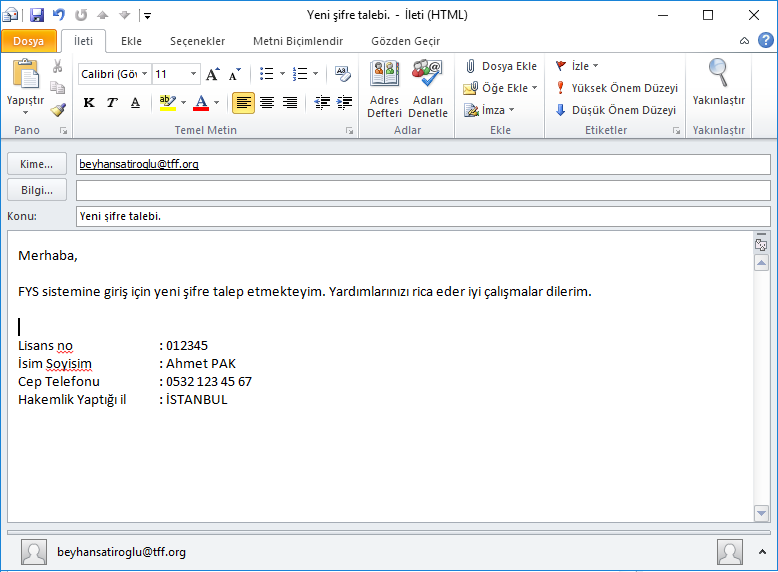 Yeni şifre talebi. - İleti (HTML)
Dosya İleti Ekle Seçenekler Metni Biçimlendir Gözden Geçir
Yapıştır
Pano
Calibri (Göv 11
K T A ab A
Temel Metin
Adres Defteri
Adları Denetle
Adlar
Dosya Ekle
Öğe Ekle
İmza
Ekle
İzle
Yüksek Önem Düzeyi
Düşük Önem Düzeyi
Etiketler
Yakınlaştır
Yakınlaştır
Kime... beyhansatiroglu@tff.org
Bilgi...
Konu: Yeni şifre talebi.
Merhaba,
FYS sistemine giriş için yeni şifre talep etmekteyim. Yardımlarınızı rica eder iyi çalışmalar dilerim.
Lisans no : 012345
İsim Soyisim : Ahmet PAK
Cep Telefonu : 0532 123 45 67
Hakemlik Yaptığı il : İSTANBUL
beyhansatiroglu@tff.org